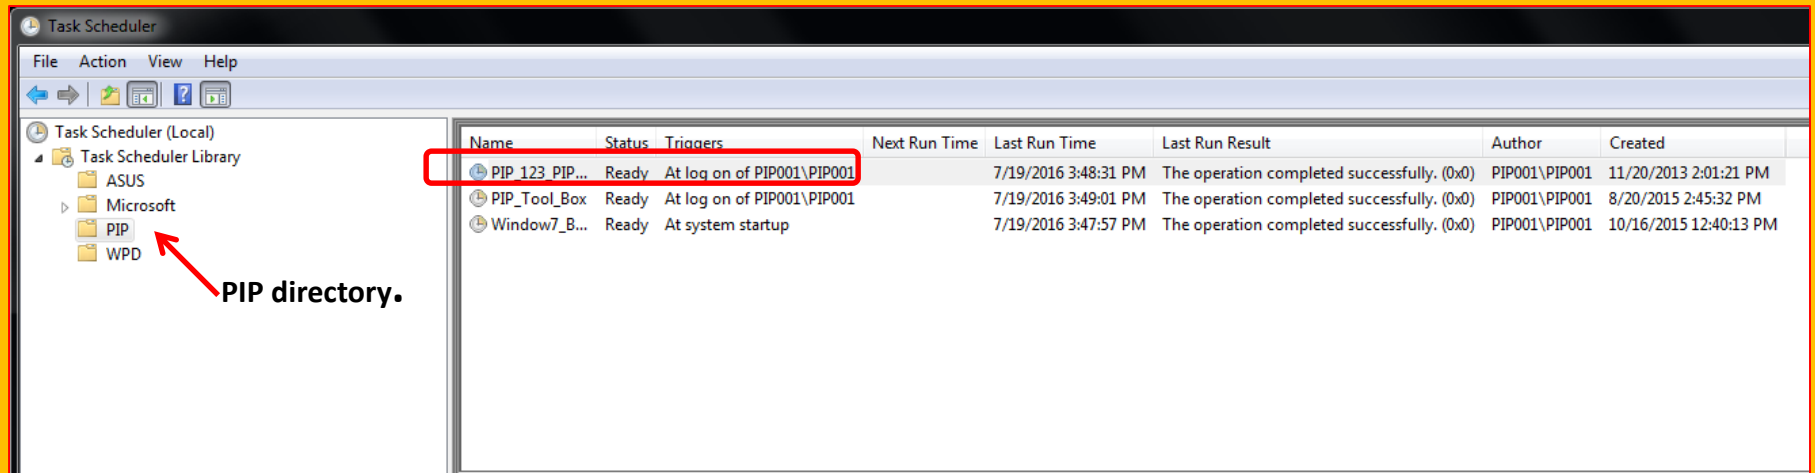 Task Scheduler
File Action View Help
Task Scheduler (Local)
Task Scheduler Library
ASUS
Microsoft
PIP
WPD
PIP directory.
Name Status Triggers Next Run Time Last Run Time Last Run Result Author Created
PIP_123_PIP... Ready At log on of PIP001\PIP001 7/19/2016 3:48:31 PM The operation completed successfully. (0x0) PIP001\PIP001 11/20/2013 2:01:21 PM
PIP_Tool_Box Ready At log on of PIP001\PIP001 7/19/2016 3:49:01 PM The operation completed successfully. (0x0) PIP001\PIP001 8/20/2015 2:45:32 PM
Window7_B... Ready At system startup 7/19/2016 3:47:57 PM The operation completed successfully. (0x0) PIP001\PIP001 10/16/2015 12:40:13 PM